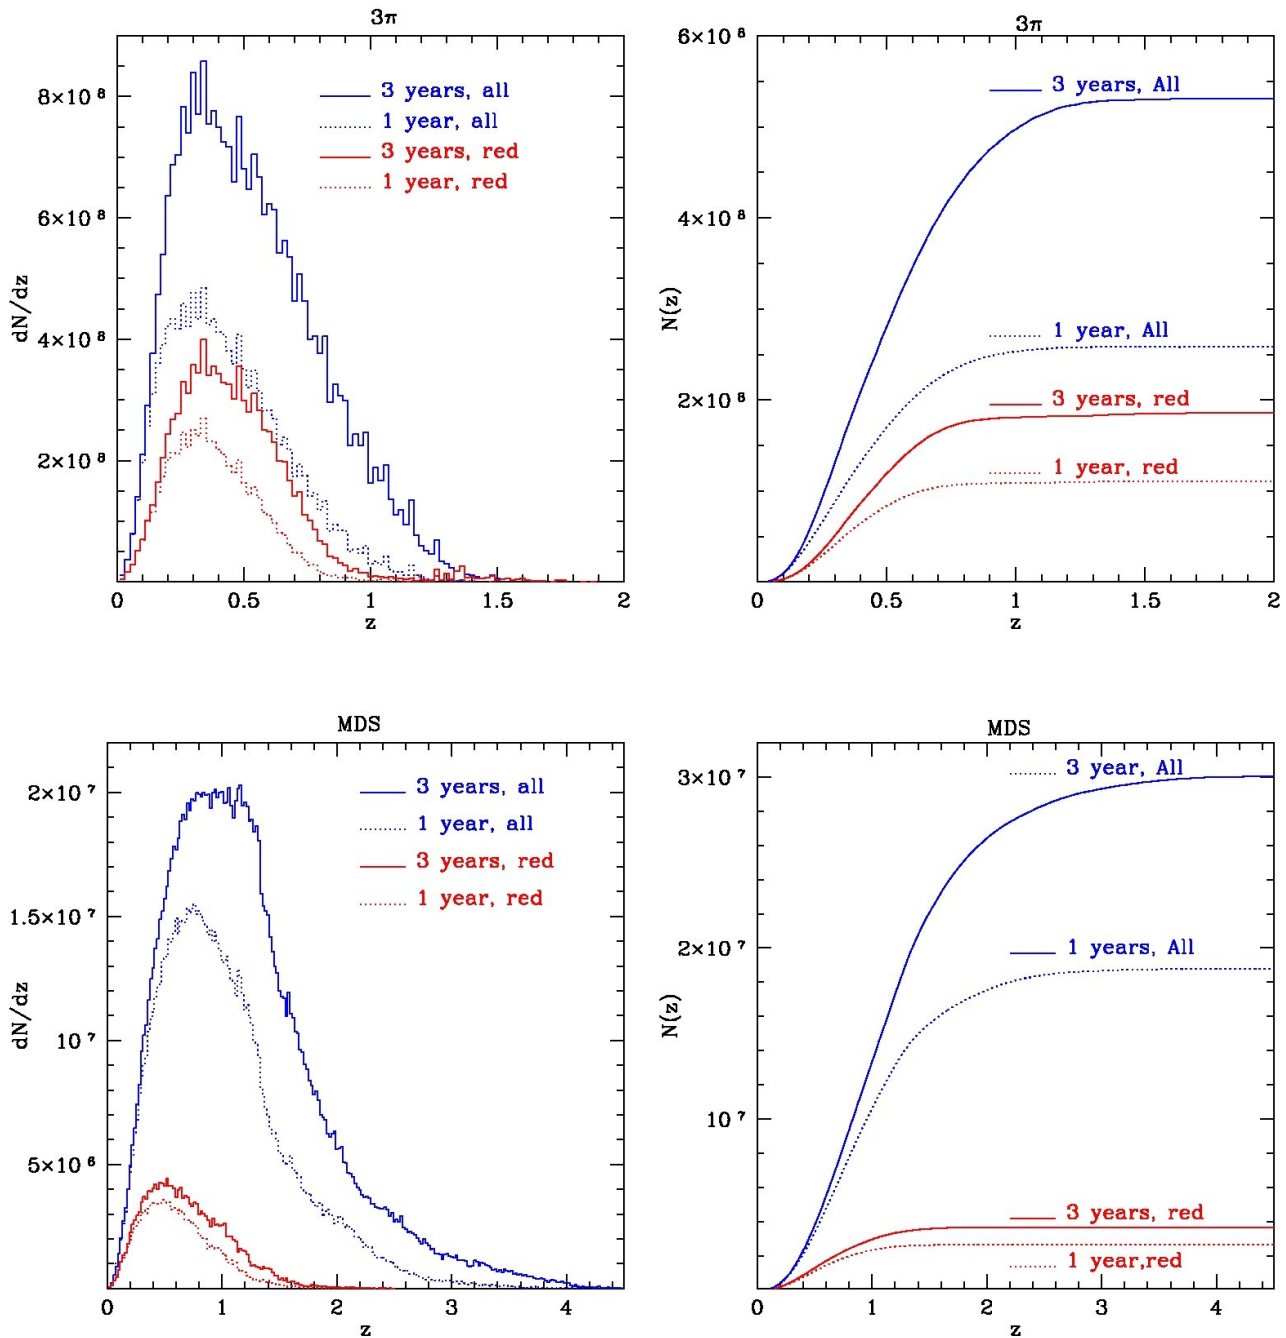 3π
8×10⁸
6×10⁸
4×10⁸
2×10⁸
dN/dz
3 years, all
1 year, all
3 years, red
1 year, red
0 0.5 1 1.5 2
z
3π
6×10⁸
4×10⁸
2×10⁸
0
N(z)
3 years, All
1 year, All
3 years, red
1 year, red
0 0.5 1 1.5 2
z
MDS
2×10⁷
1.5×10⁷
10⁷
5×10⁶
dN/dz
3 years, all
1 year, all
3 years, red
1 year, red
0 1 2 3 4
z
MDS
3×10⁷
2×10⁷
10⁷
0
N(z)
3 year, All
1 years, All
3 years, red
1 year,red
0 1 2 3 4
z